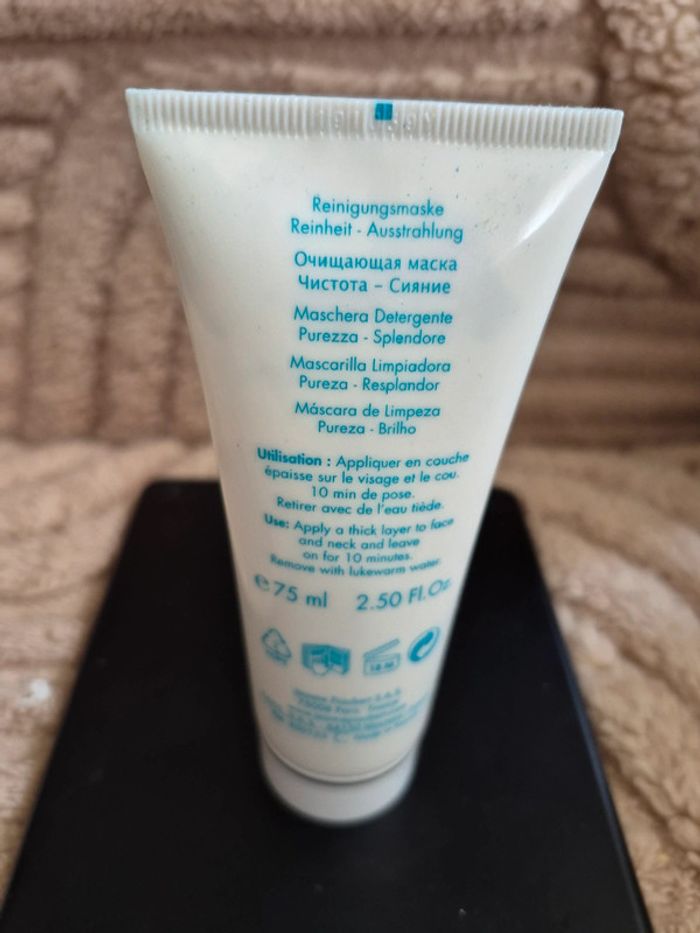 Reinigungsmaske
Reinheit - Ausstrahlung
Очищающая маска
Чистота – Сияние
Maschera Detergente
Purezza - Splendore
Mascarilla Limpiadora
Pureza - Resplandor
Máscara de Limpeza
Pureza - Brilho
Utilisation : Appliquer en couche
épaisse sur le visage et le cou.
10 min de pose.
Retirer avec de l'eau tiède.
Use: Apply a thick layer to face
and neck and leave
on for 10 minutes.
Remove with lukewarm water.
e 75 ml 2.50 Fl.Oz.